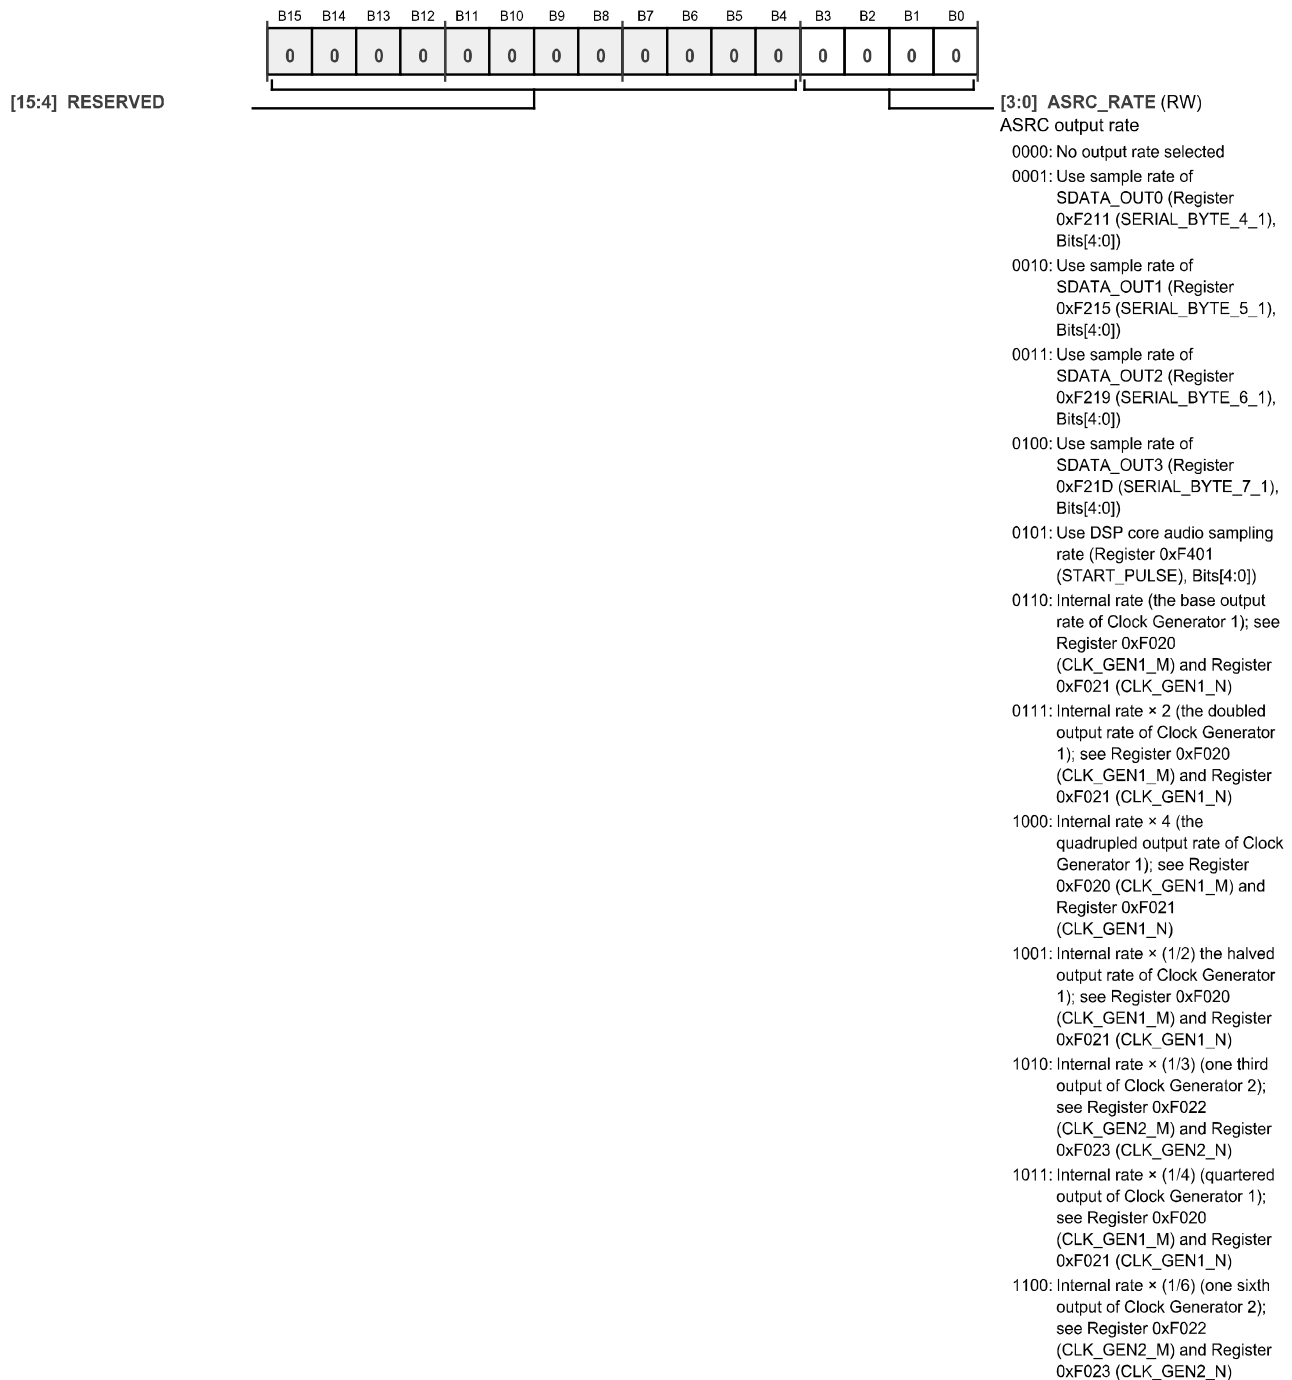 B15 B14 B13 B12 B11 B10 B9 B8 B7 B6 B5 B4 B3 B2 B1 B0
0 0 0 0 0 0 0 0 0 0 0 0 0 0 0 0
[15:4] RESERVED
[3:0] ASRC_RATE (RW)
ASRC output rate
0000: No output rate selected
0001: Use sample rate of
SDATA_OUT0 (Register
0xF211 (SERIAL_BYTE_4_1),
Bits[4:0])
0010: Use sample rate of
SDATA_OUT1 (Register
0xF215 (SERIAL_BYTE_5_1),
Bits[4:0])
0011: Use sample rate of
SDATA_OUT2 (Register
0xF219 (SERIAL_BYTE_6_1),
Bits[4:0])
0100: Use sample rate of
SDATA_OUT3 (Register
0xF21D (SERIAL_BYTE_7_1),
Bits[4:0])
0101: Use DSP core audio sampling
rate (Register 0xF401
(START_PULSE), Bits[4:0])
0110: Internal rate (the base output
rate of Clock Generator 1); see
Register 0xF020
(CLK_GEN1_M) and Register
0xF021 (CLK_GEN1_N)
0111: Internal rate × 2 (the doubled
output rate of Clock Generator
1); see Register 0xF020
(CLK_GEN1_M) and Register
0xF021 (CLK_GEN1_N)
1000: Internal rate × 4 (the
quadrupled output rate of Clock
Generator 1); see Register
0xF020 (CLK_GEN1_M) and
Register 0xF021
(CLK_GEN1_N)
1001: Internal rate × (1/2) the halved
output rate of Clock Generator
1); see Register 0xF020
(CLK_GEN1_M) and Register
0xF021 (CLK_GEN1_N)
1010: Internal rate × (1/3) (one third
output of Clock Generator 2);
see Register 0xF022
(CLK_GEN2_M) and Register
0xF023 (CLK_GEN2_N)
1011: Internal rate × (1/4) (quartered
output of Clock Generator 1);
see Register 0xF020
(CLK_GEN1_M) and Register
0xF021 (CLK_GEN1_N)
1100: Internal rate × (1/6) (one sixth
output of Clock Generator 2);
see Register 0xF022
(CLK_GEN2_M) and Register
0xF023 (CLK_GEN2_N)